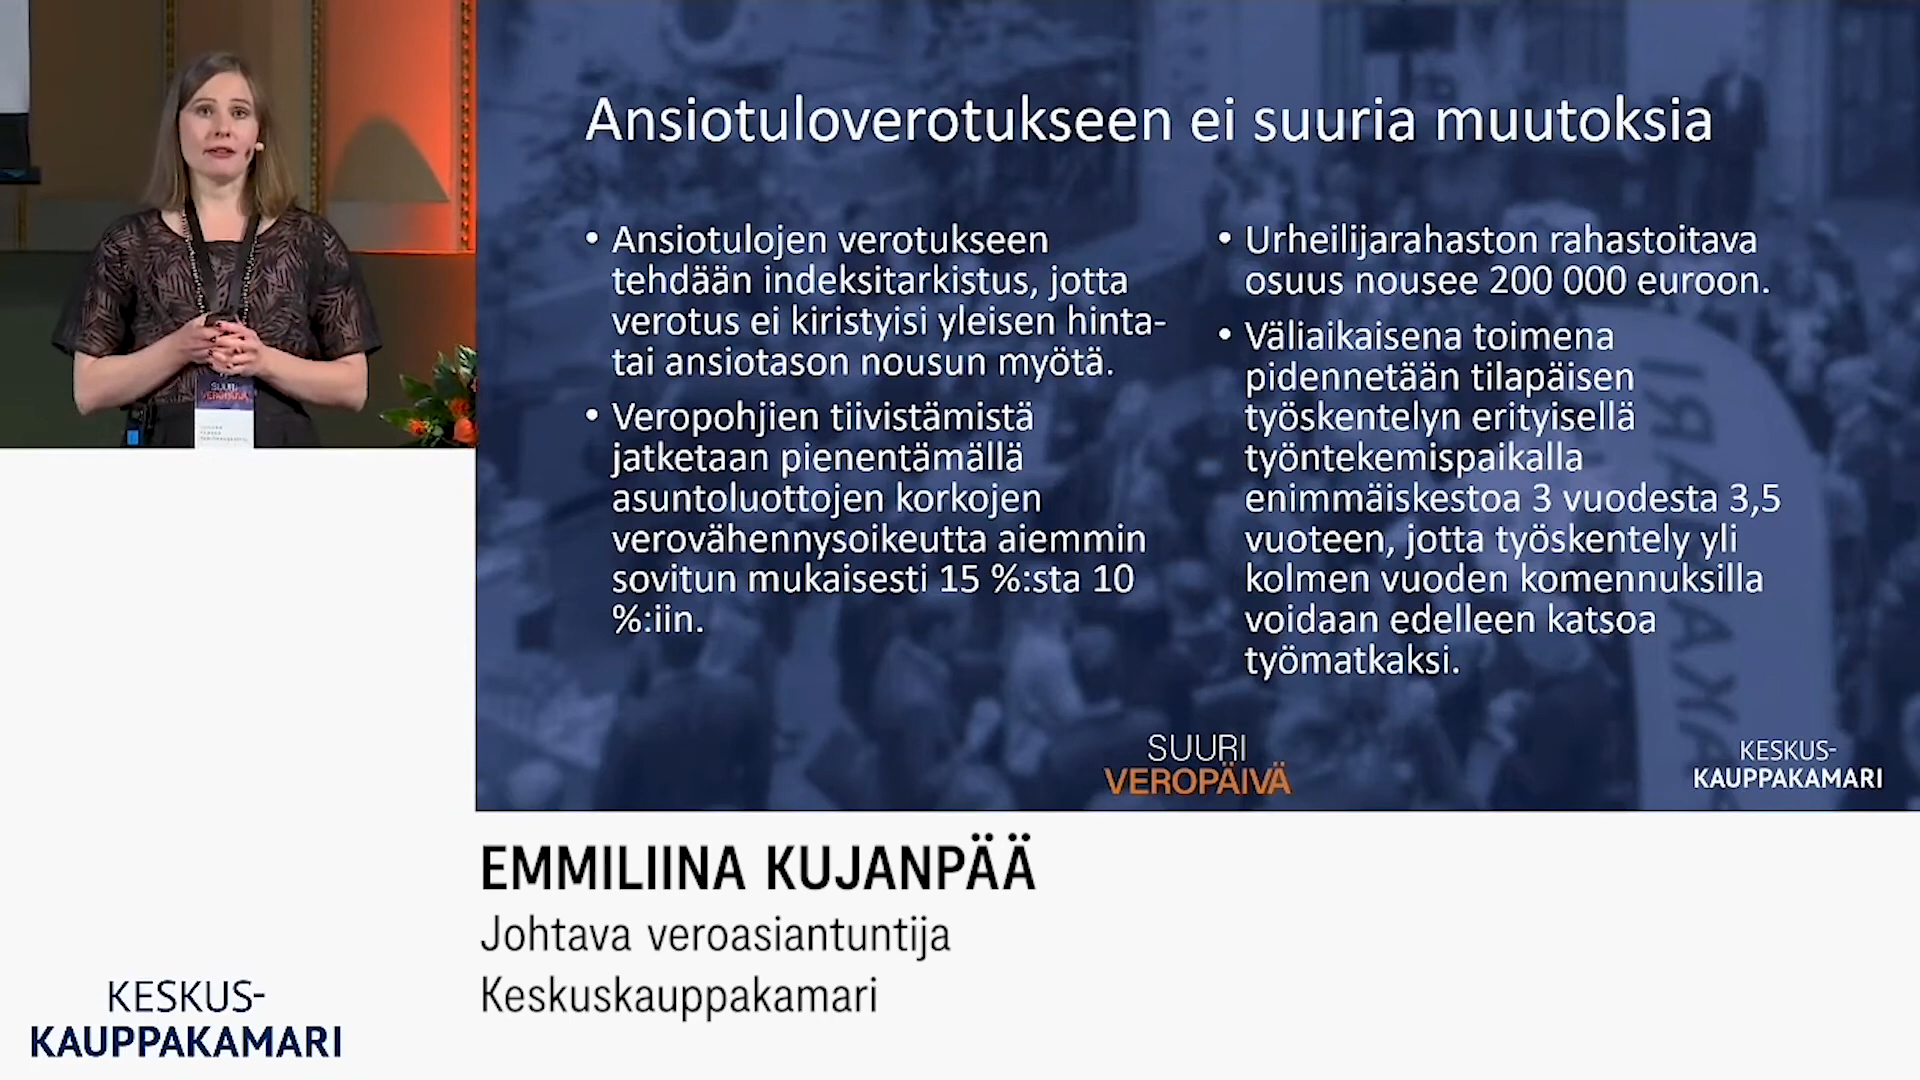 Ansiotuloverotukseen ei suuria muutoksia
• Ansiotulojen verotukseen
tehdään indeksitarkistus, jotta
verotus ei kiristyisi yleisen hinta-
tai ansiotason nousun myötä.
• Veropohjien tiivistämistä
jatketaan pienentämällä
asuntoluottojen korkojen
verovähennysoikeutta aiemmin
sovitun mukaisesti 15 %:sta 10
%:iin.
• Urheilijarahaston rahastoitava
osuus nousee 200 000 euroon.
• Väliaikaisena toimena
pidennetään tilapäisen
työskentelyn erityisellä
työntekemispaikalla
enimmäiskestoa 3 vuodesta 3,5
vuoteen, jotta työskentely yli
kolmen vuoden komennuksilla
voidaan edelleen katsoa
työmatkaksi.
SUURI
VEROPÄIVÄ
KESKUS-
KAUPPAKAMARI
SUURI
VEROPÄIVÄ
EMMILIINA KUJANPÄÄ
Johtava veroasiantuntija
Keskuskauppakamari
KESKUS-
KAUPPAKAMARI